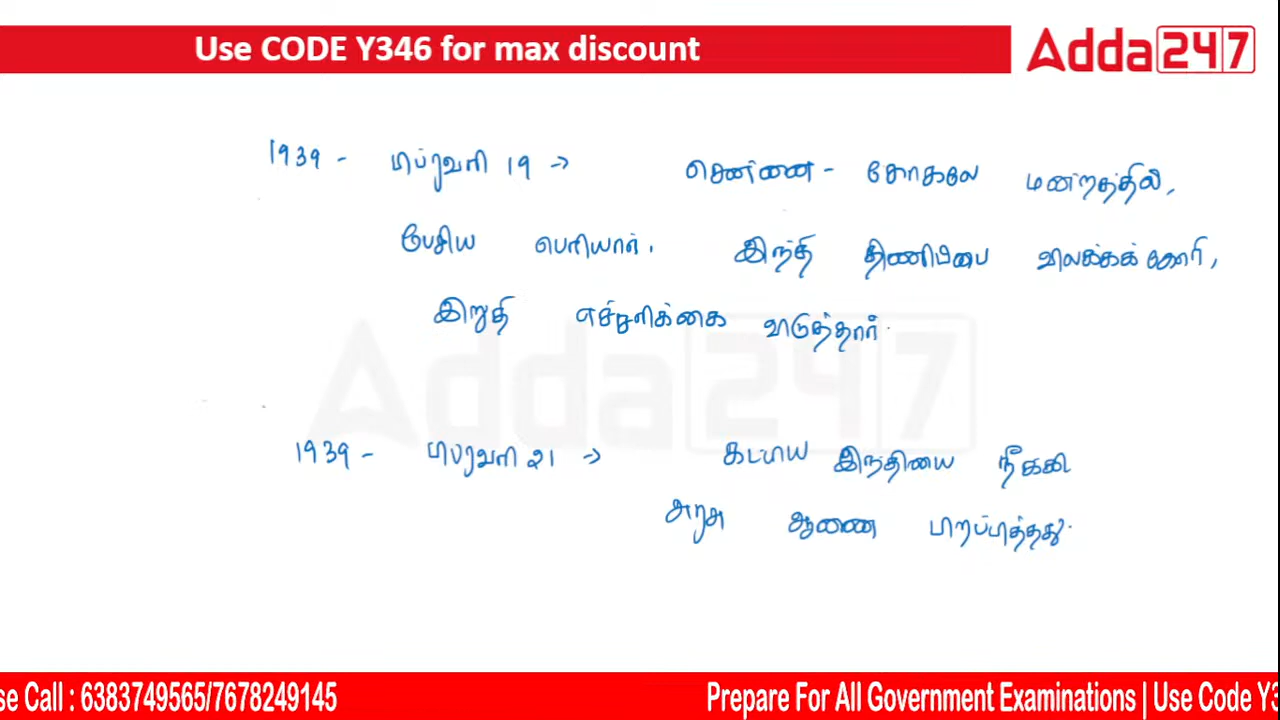 Use CODE Y346 for max discount
Adda247
1939 - பிப்ரவரி 19 → சென்னை - கோகலே மன்றத்தில்,
பேசிய பெரியார். இந்தி திணிப்பை விலக்கக்கோரி,
இறுதி எச்சரிக்கை விடுத்தார்.
Adda247
1939 - பிப்ரவரி 21 → கட்டாய இந்தியை நீக்கி
அரசு ஆணை பிறப்பித்தது.
se Call : 6383749565/7678249145 Prepare For All Government Examinations | Use Code Y3